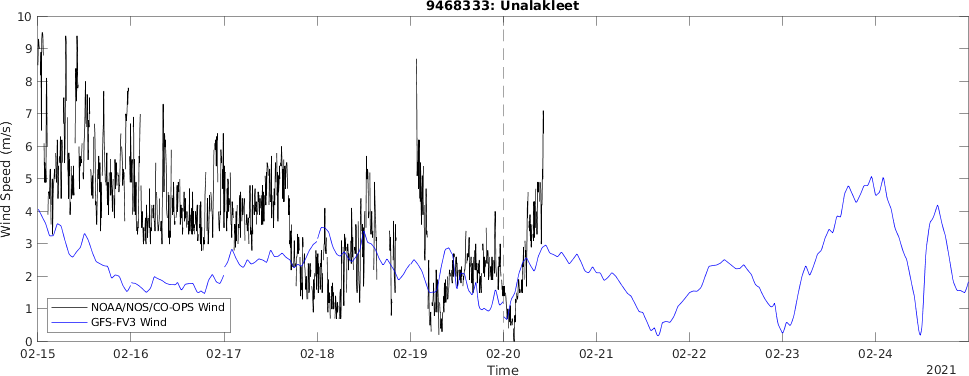 9468333: Unalakleet
10
9
8
7
6
5
4
3
2
1
0
Wind Speed (m/s)
NOAA/NOS/CO-OPS Wind
GFS-FV3 Wind
02-15 02-16 02-17 02-18 02-19 02-20 02-21 02-22 02-23 02-24
Time
2021